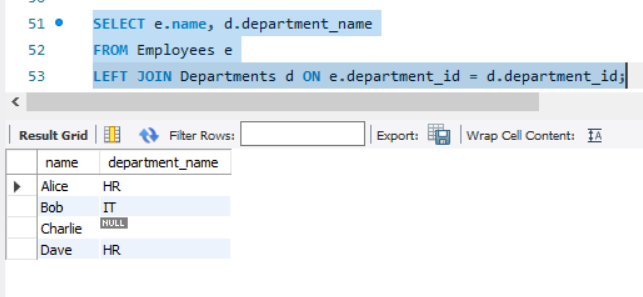 51 SELECT e.name, d.department_name
52 FROM Employees e
53 LEFT JOIN Departments d ON e.department_id = d.department_id;
Result Grid Filter Rows: Export: Wrap Cell Content: IA
name department_name
Alice HR
Bob IT
Charlie NULL
Dave HR